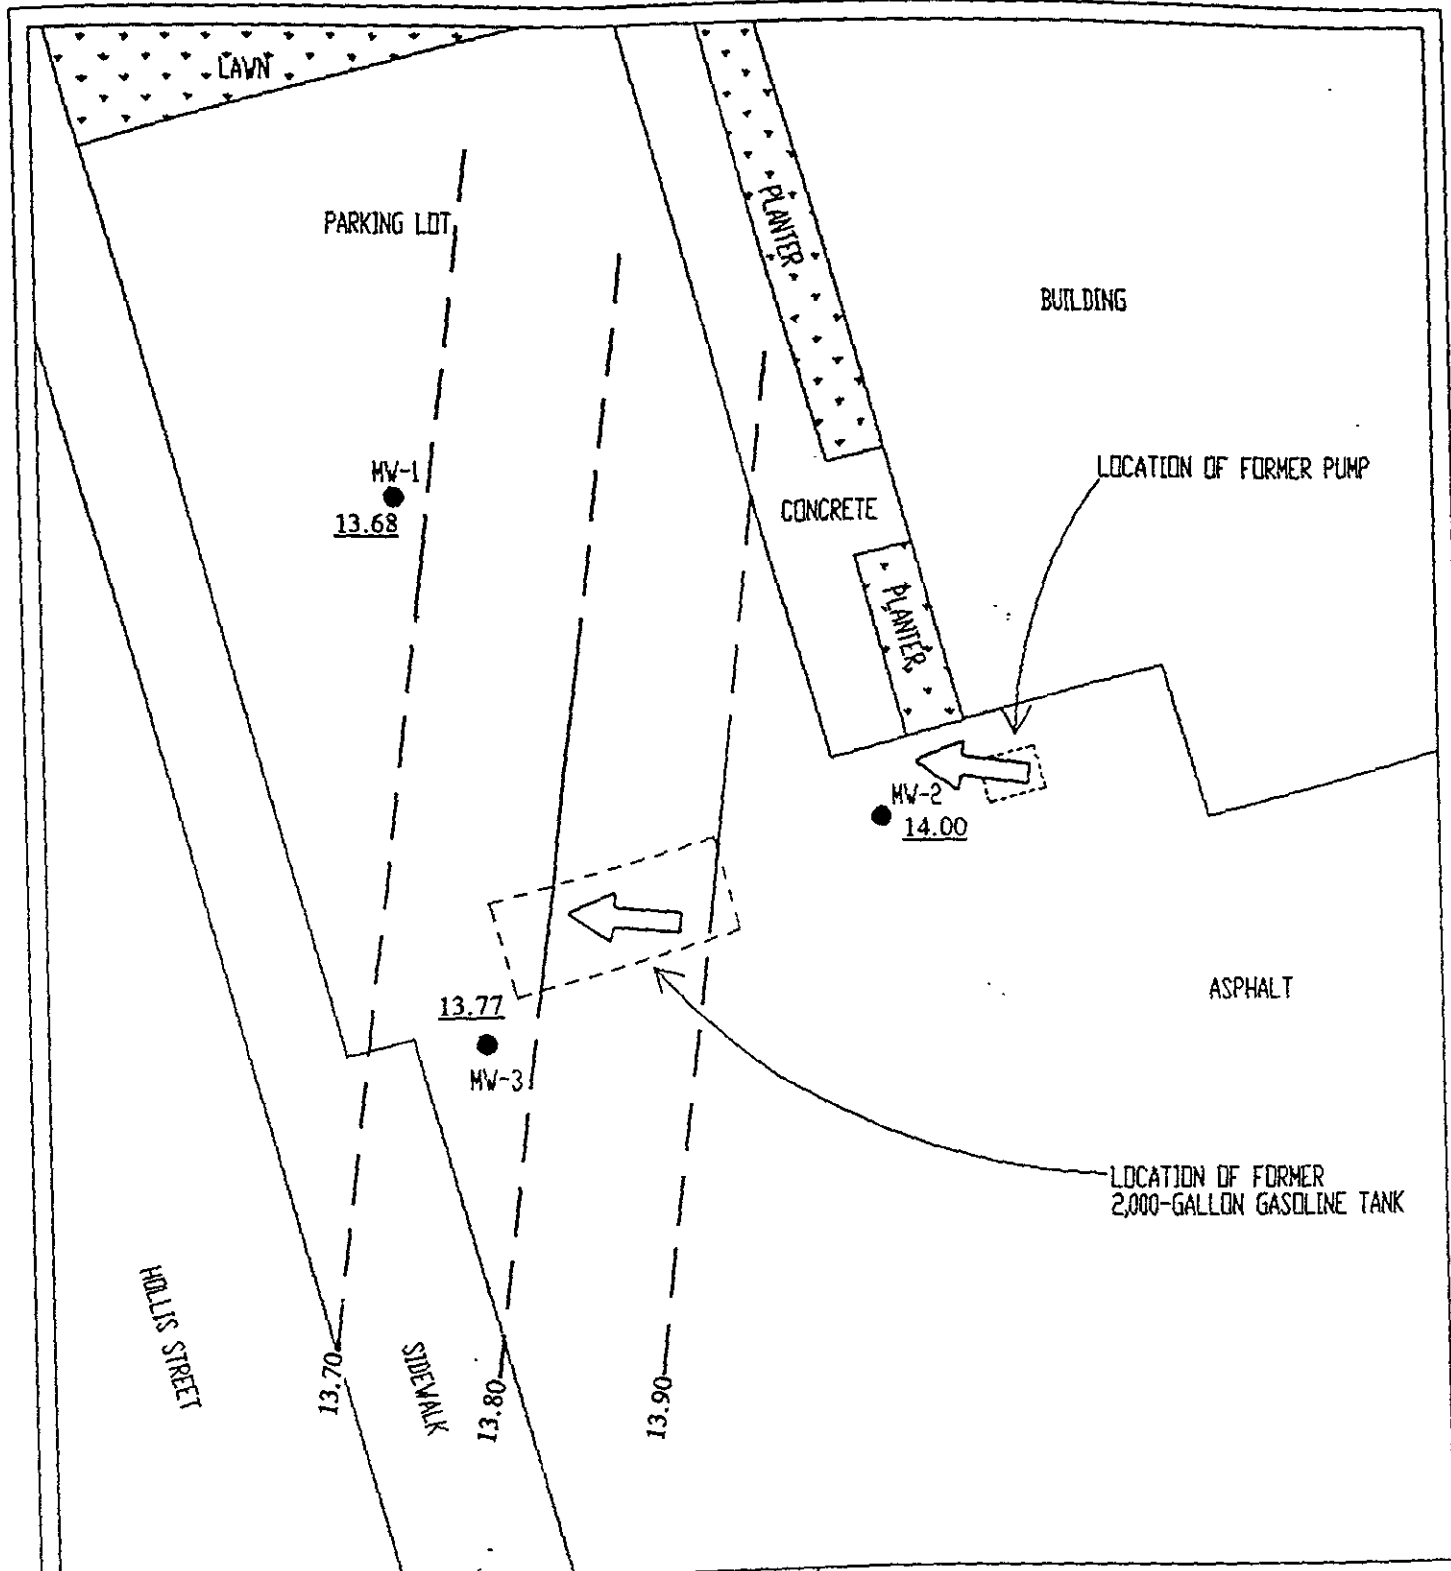 LAWN
PARKING LOT
PLANTER
BUILDING
MW-1
13.68
LOCATION OF FORMER PUMP
CONCRETE
PLANTER
MW-2
14.00
13.77
MW-3
ASPHALT
LOCATION OF FORMER
2,000-GALLON GASOLINE TANK
HOLLIS STREET
SIDEWALK
13.70
13.80
13.90